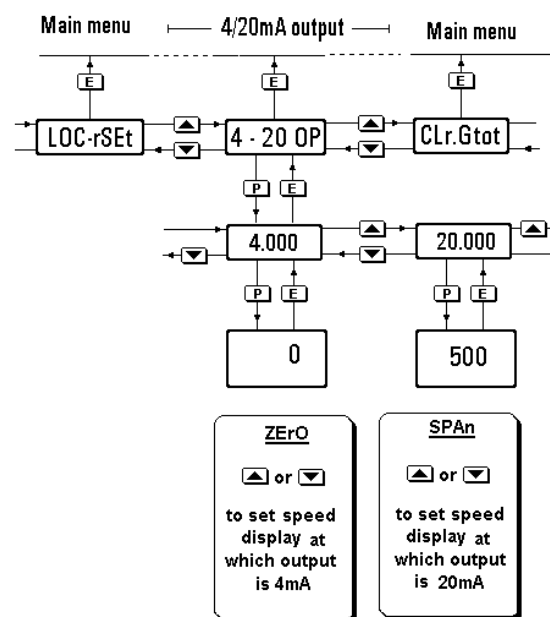 Main menu
4/20mA output
Main menu
E
E
E
LOC-rSEt
4 - 20 OP
CLr.Gtot
P
E
4.000
20.000
P
E
P
E
0
500
ZErO
or
to set speed
display at
which output
is 4mA
SPAn
or
to set speed
display at
which output
is 20mA